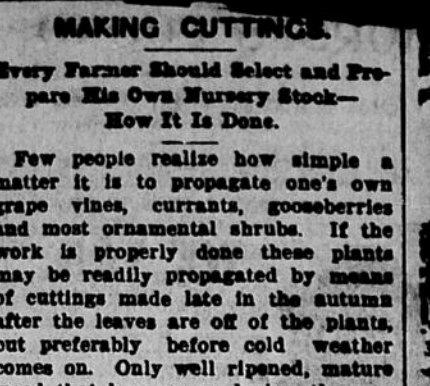 MAKING CUTTINGS.
Every Farmer Should Select and Pre-
pare His Own Nursery Stock—
How It Is Done.
Few people realize how simple a
matter it is to propagate one's own
grape vines, currants, gooseberries
and most ornamental shrubs. If the
work is properly done these plants
may be readily propagated by means
of cuttings made late in the autumn
after the leaves are off of the plants,
but preferably before cold weather
comes on. Only well ripened, mature